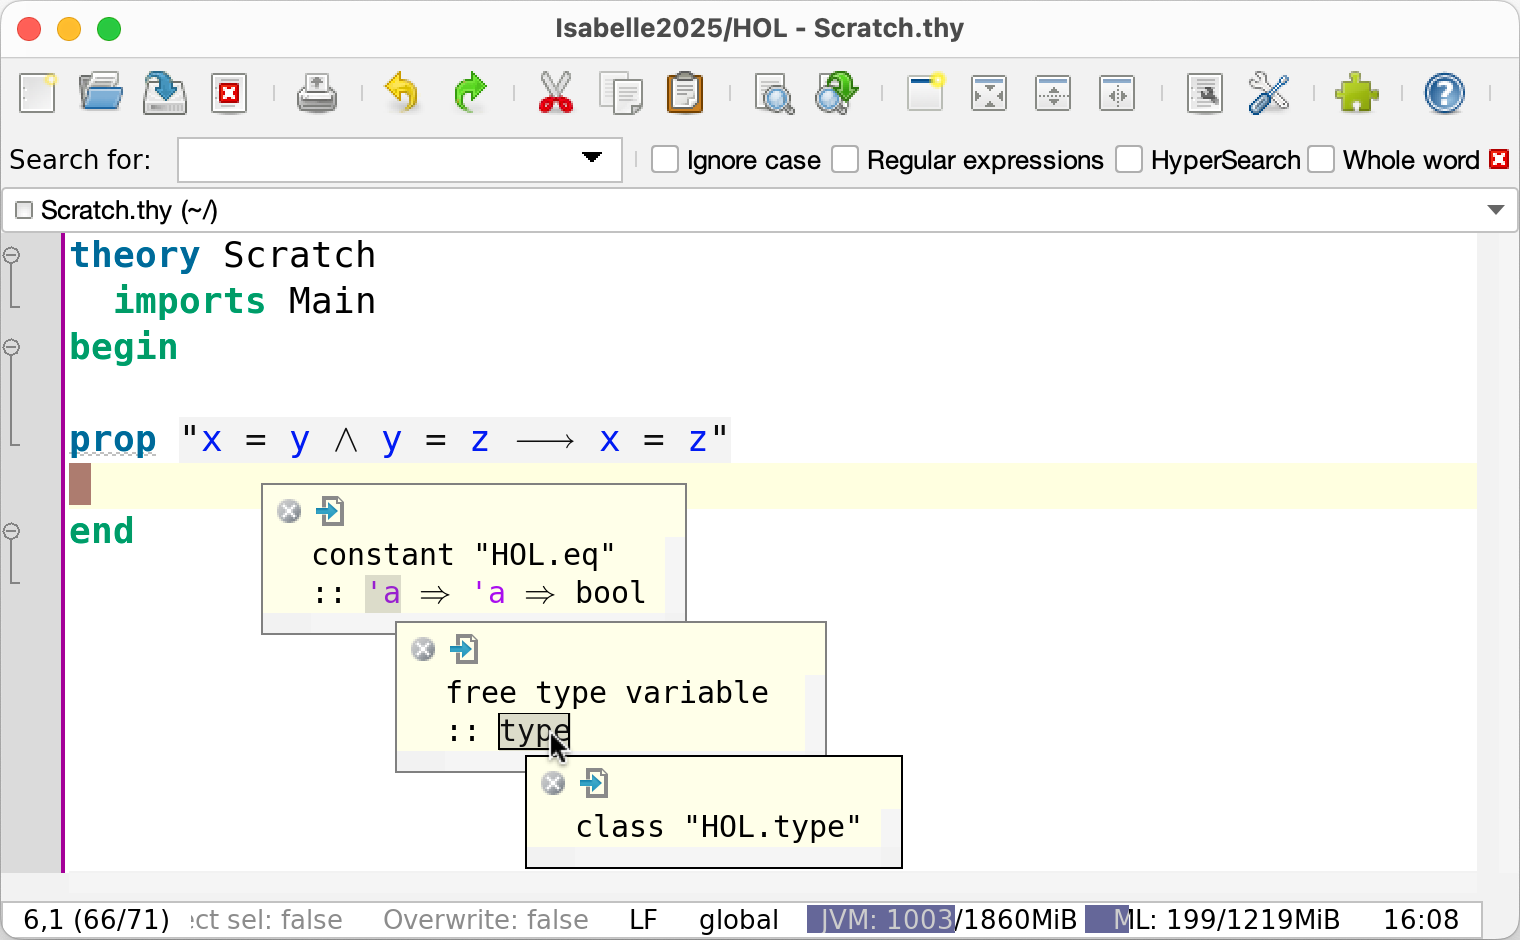 Isabelle2025/HOL - Scratch.thy
Search for:
Ignore case
Regular expressions
HyperSearch
Whole word
Scratch.thy (~/)
theory Scratch
imports Main
begin
prop "x = y ∧ y = z ⟶ x = z"
end
constant "HOL.eq"
:: 'a ⇒ 'a ⇒ bool
free type variable
:: type
class "HOL.type"
6,1 (66/71) ect sel: false Overwrite: false LF global JVM: 1003/1860MiB ML: 199/1219MiB 16:08